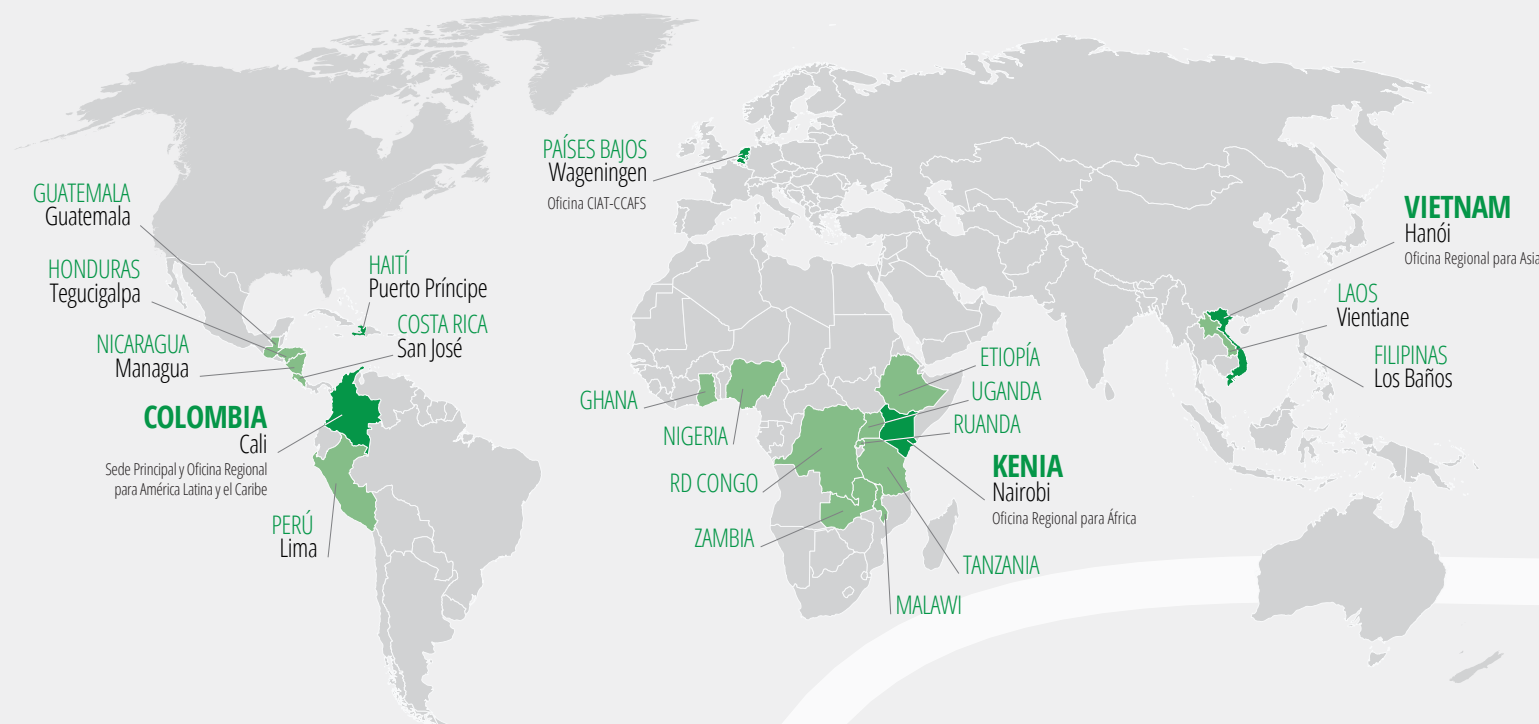 GUATEMALA
Guatemala
HONDURAS
Tegucigalpa
NICARAGUA
Managua
COLOMBIA
Cali
Sede Principal y Oficina Regional
para América Latina y el Caribe
PERÚ
Lima
HAITÍ
Puerto Príncipe
COSTA RICA
San José
PAÍSES BAJOS
Wageningen
Oficina CIAT-CCAFS
GHANA
NIGERIA
RD CONGO
ZAMBIA
ETIOPÍA
UGANDA
RUANDA
KENIA
Nairobi
Oficina Regional para África
TANZANIA
MALAWI
VIETNAM
Hanói
Oficina Regional para Asia
LAOS
Vientiane
FILIPINAS
Los Baños